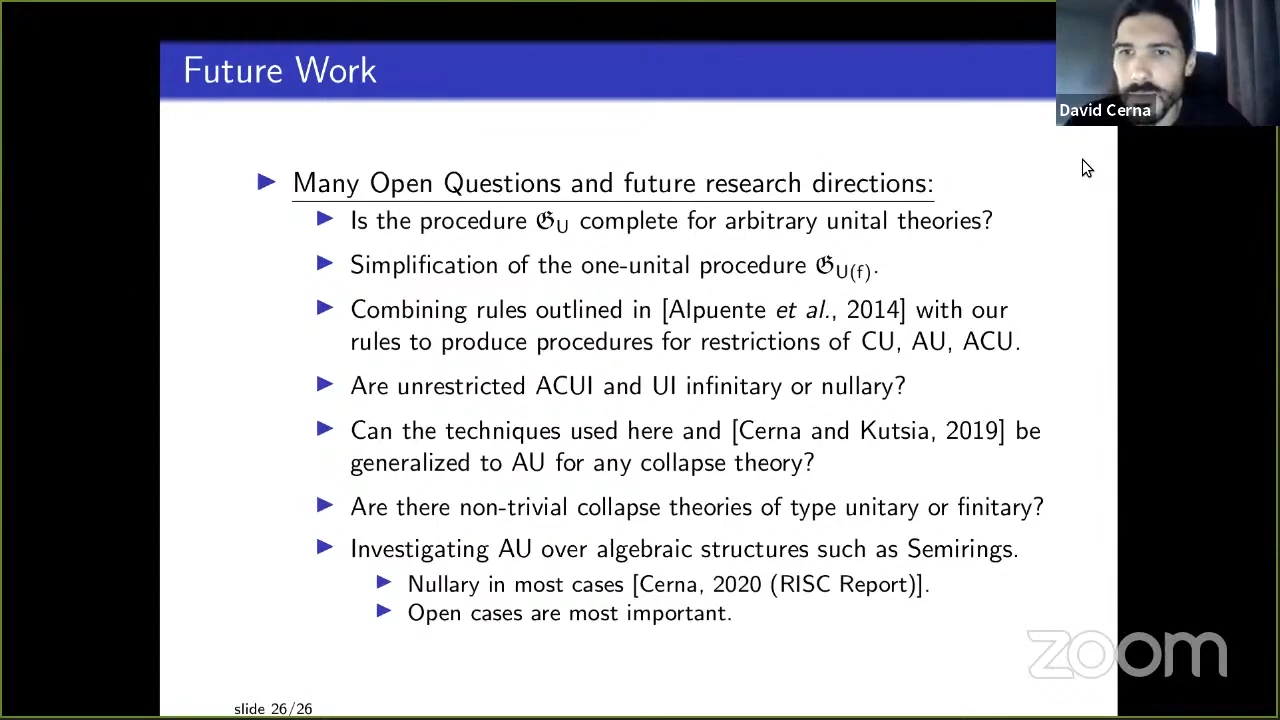 Future Work
David Cerna
Many Open Questions and future research directions:
Is the procedure 𝔊U complete for arbitrary unital theories?
Simplification of the one-unital procedure 𝔊U(f).
Combining rules outlined in [Alpuente et al., 2014] with our
rules to produce procedures for restrictions of CU, AU, ACU.
Are unrestricted ACUI and UI infinitary or nullary?
Can the techniques used here and [Cerna and Kutsia, 2019] be
generalized to AU for any collapse theory?
Are there non-trivial collapse theories of type unitary or finitary?
Investigating AU over algebraic structures such as Semirings.
Nullary in most cases [Cerna, 2020 (RISC Report)].
Open cases are most important.
zoom
slide 26/26